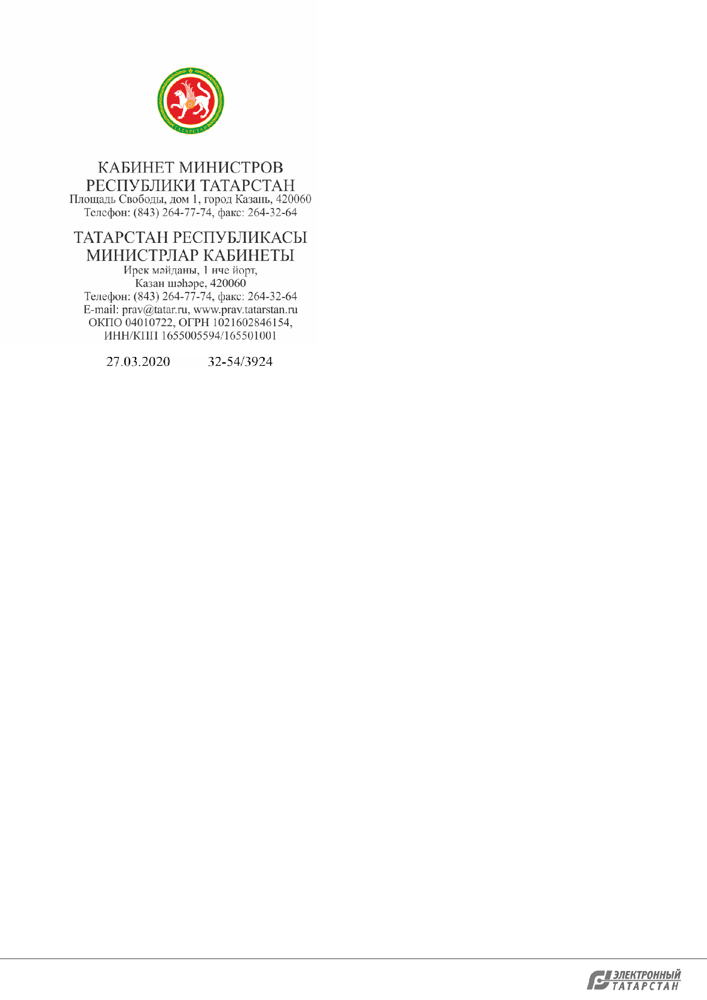 ТАТАРСТАН
КАБИНЕТ МИНИСТРОВ
РЕСПУБЛИКИ ТАТАРСТАН
Площадь Свободы, дом 1, город Казань, 420060
Телефон: (843) 264-77-74, факс: 264-32-64
ТАТАРСТАН РЕСПУБЛИКАСЫ
МИНИСТРЛАР КАБИНЕТЫ
Ирек мәйданы, 1 нче йорт,
Казан шәһәре, 420060
Телефон: (843) 264-77-74, факс: 264-32-64
E-mail: prav@tatar.ru, www.prav.tatarstan.ru
ОКПО 04010722, ОГРН 1021602846154,
ИНН/КПП 1655005594/165501001
27.03.2020 32-54/3924
ЭЛЕКТРОННЫЙ
ТАТАРСТАН